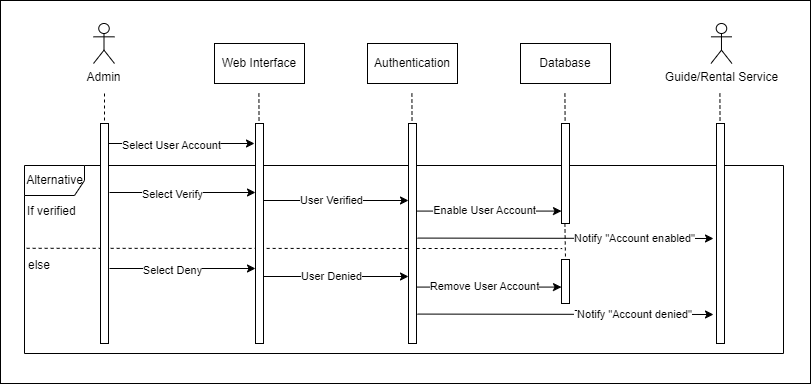 Admin
Web Interface
Authentication
Database
Guide/Rental Service
Select User Account
Alternative
Select Verify
If verified
User Verified
Enable User Account
Notify "Account enabled"
else
Select Deny
User Denied
Remove User Account
Notify "Account denied"